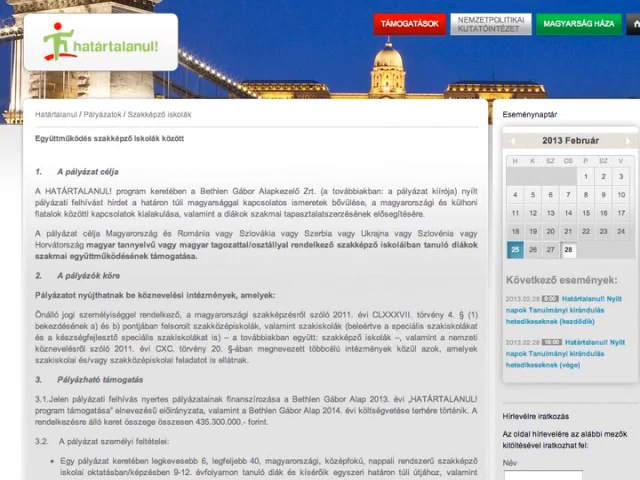 határtalanul!
TÁMOGATÁSOK
NEMZETPOLITIKAI
KUTATÓINTÉZET
MAGYARSÁG HÁZA
Határtalanul / Pályázatok / Szakképző iskolák
Együttműködés szakképző iskolák között
1. A pályázat célja
A HATÁRTALANUL! program keretében a Bethlen Gábor Alapkezelő Zrt. (a továbbiakban: a pályázat kiírója) nyílt
pályázati felhívást hirdet a határon túli magyarsággal kapcsolatos ismeretek bővülése, a magyarországi és külhoni
fiatalok közötti kapcsolatok kialakulása, valamint a diákok szakmai tapasztalatszerzésének elősegítésére.
A pályázat célja Magyarország és Románia vagy Szlovákia vagy Szerbia vagy Ukrajna vagy Szlovénia vagy
Horvátország magyar tannyelvű vagy magyar tagozattal/osztállyal rendelkező szakképző iskoláiban tanuló diákok
szakmai együttműködésének támogatása.
2. A pályázók köre
Pályázatot nyújthatnak be köznevelési intézmények, amelyek:
Önálló jogi személyiséggel rendelkező, a magyarországi szakképzésről szóló 2011. évi CLXXXVII. törvény 4. § (1)
bekezdésének a) és b) pontjában felsorolt szakközépiskolák, valamint szakiskolák (beleértve a speciális szakiskolákat
és a készségfejlesztő speciális szakiskolákat is) – a továbbiakban együtt: szakképző iskolák –, valamint a nemzeti
köznevelésről szóló 2011. évi CXC. törvény 20. §-ában megnevezett többcélú intézmények közül azok, amelyek
szakiskolai és/vagy szakközépiskolai feladatot is ellátnak.
3. Pályázható támogatás
3.1.Jelen pályázati felhívás nyertes pályázatainak finanszírozása a Bethlen Gábor Alap 2013. évi „HATÁRTALANUL!
program támogatása” elnevezésű előirányzata, valamint a Bethlen Gábor Alap 2014. évi költségvetése terhére történik. A
rendelkezésre álló keret összege összesen 435.300.000.- forint.
3.2. A pályázat személyi feltételei:
• Egy pályázat keretében legkevesebb 6, legfeljebb 40, magyarországi, középfokú, nappali rendszerű szakképző
iskolai oktatásban/képzésben 9-12. évfolyamon tanuló diák és kísérőik egyszeri határon túli útjához, valamint
Eseménynaptár
2013 Február
H K SZ CS P SZ V
1 2 3
4 5 6 7 8 9 10
11 12 13 14 15 16 17
18 19 20 21 22 23 24
25 26 27 28
Következő események:
2013.02.28 9:00 Határtalanul! Nyílt
napok Tanulmányi kirándulás
hetedikeseknek (kezdődik)
2013.02.28 16:00 Határtalanul! Nyílt
napok Tanulmányi kirándulás
hetedikeseknek (vége)
Hírlevélre iratkozás
Az oldal hírlevelére az alábbi mezők
kitöltésével iratkozhat fel:
Név